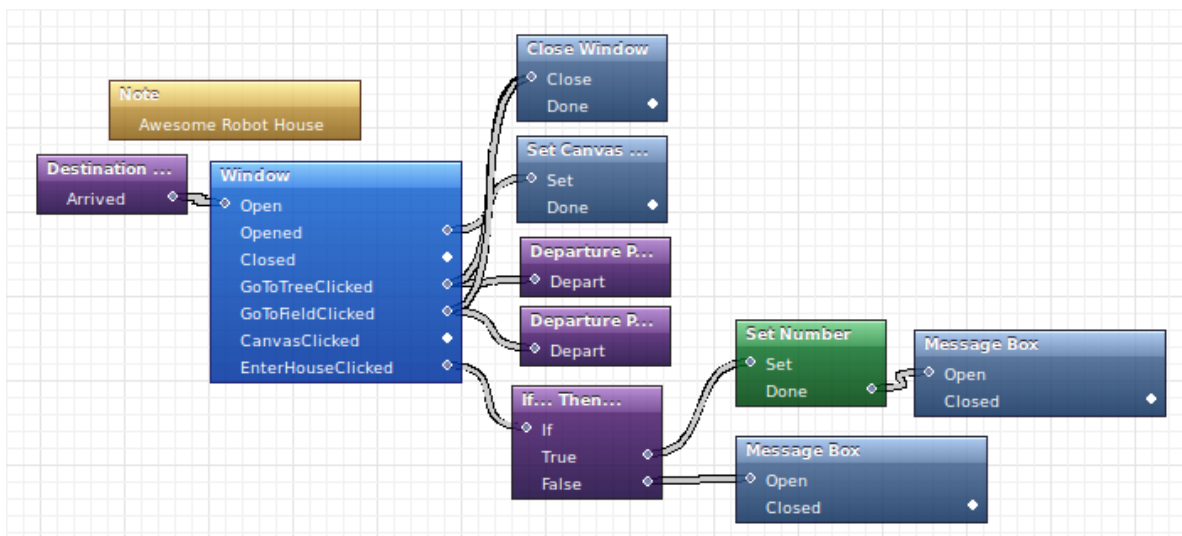 Note
Awesome Robot House
Destination ...
Arrived
Window
Open
Opened
Closed
GoToTreeClicked
GoToFieldClicked
CanvasClicked
EnterHouseClicked
Close Window
Close
Done
Set Canvas ...
Set
Done
Departure P...
Depart
Departure P...
Depart
If... Then...
If
True
False
Set Number
Set
Done
Message Box
Open
Closed
Message Box
Open
Closed